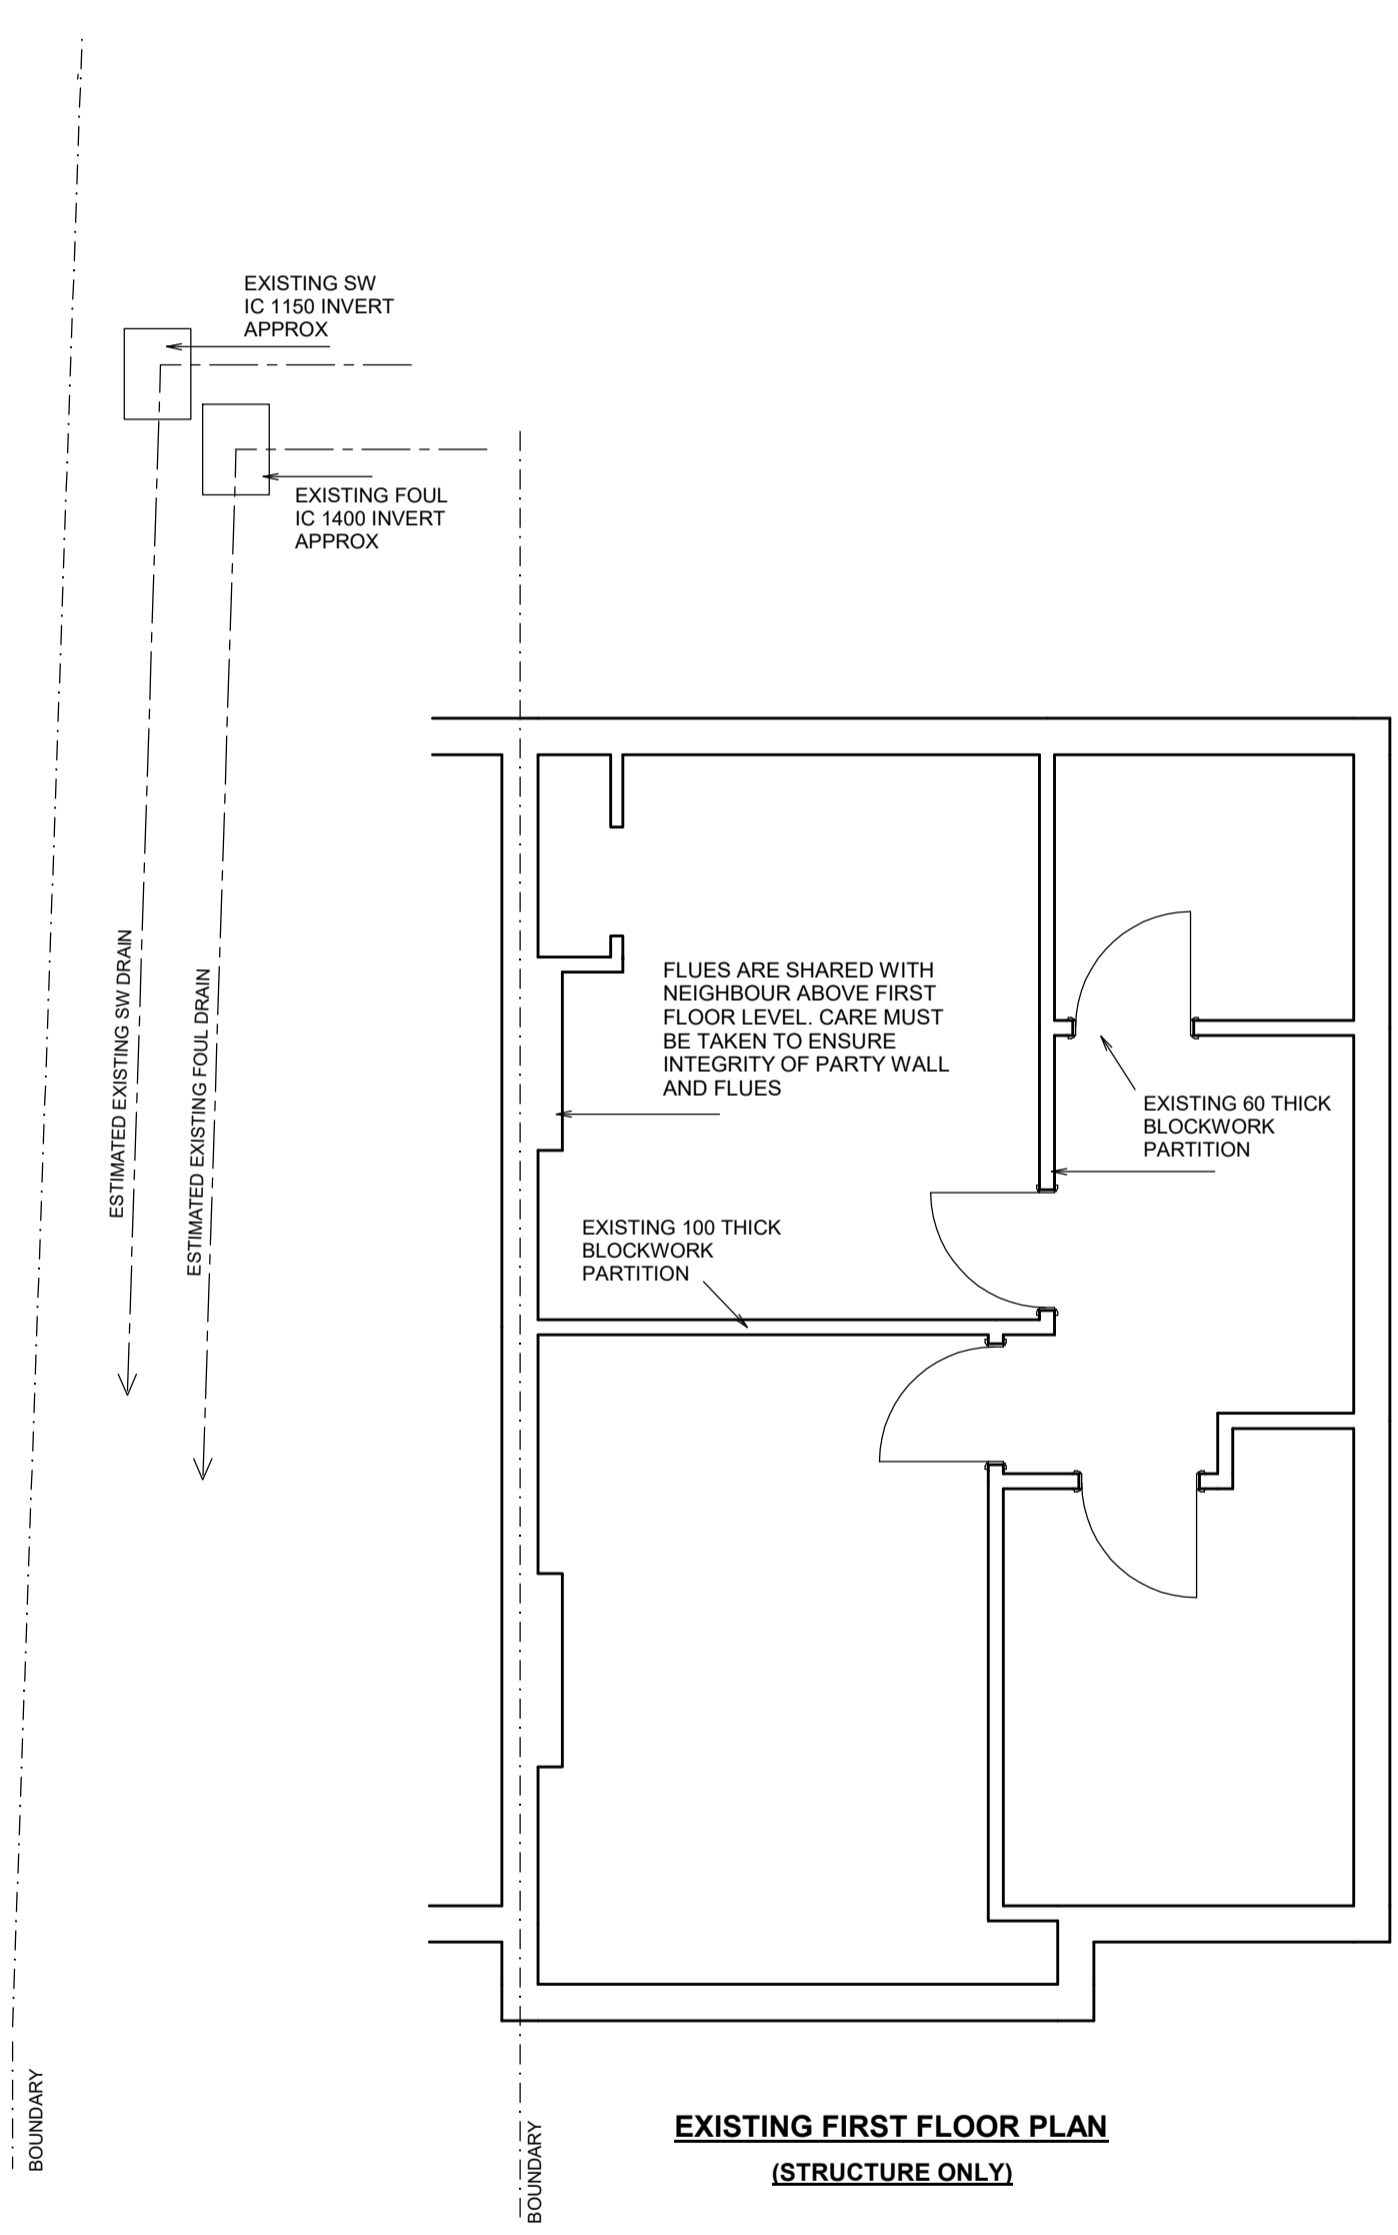 EXISTING SW
IC 1150 INVERT
APPROX
EXISTING FOUL
IC 1400 INVERT
APPROX
ESTIMATED EXISTING SW DRAIN
ESTIMATED EXISTING FOUL DRAIN
FLUES ARE SHARED WITH
NEIGHBOUR ABOVE FIRST
FLOOR LEVEL. CARE MUST
BE TAKEN TO ENSURE
INTEGRITY OF PARTY WALL
AND FLUES
EXISTING 60 THICK
BLOCKWORK
PARTITION
EXISTING 100 THICK
BLOCKWORK
PARTITION
BOUNDARY
BOUNDARY
EXISTING FIRST FLOOR PLAN
(STRUCTURE ONLY)